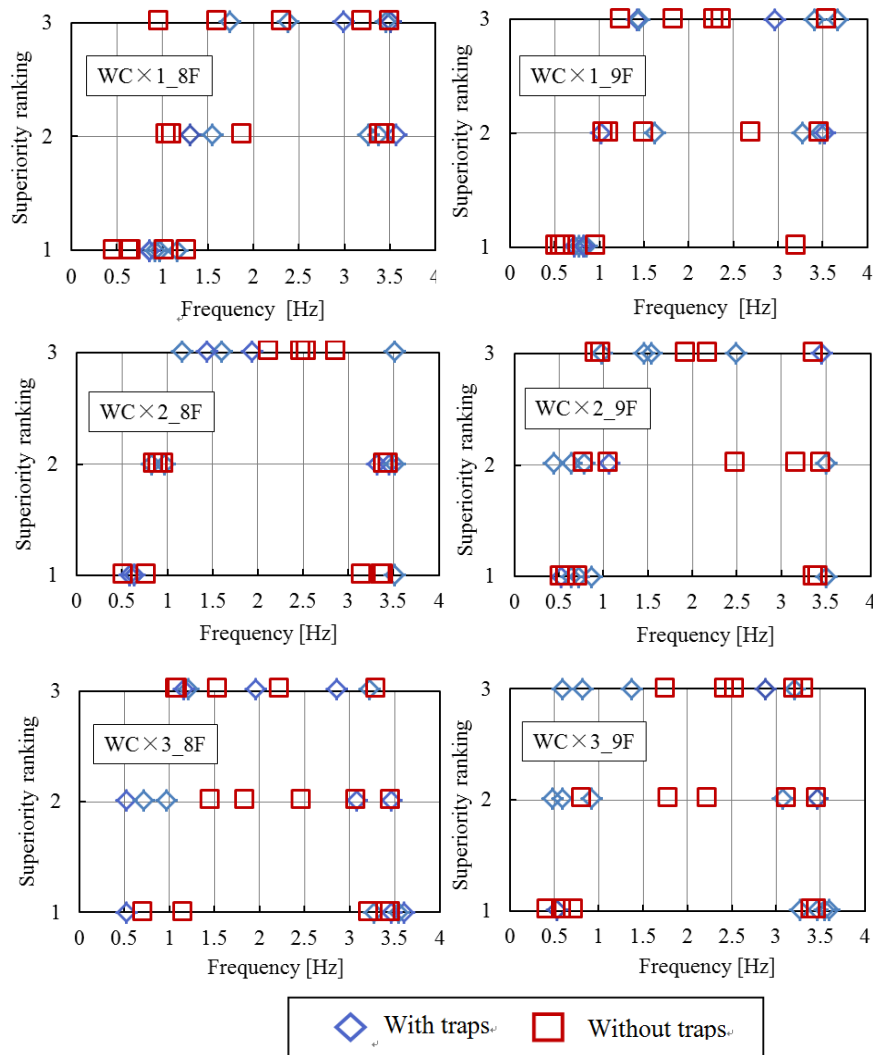 3
2
1
0 0.5 1 1.5 2 2.5 3 3.5 4
Superiority ranking
Frequency [Hz]
WC×1_8F
3
2
1
0 0.5 1 1.5 2 2.5 3 3.5 4
Superiority ranking
Frequency [Hz]
WC×1_9F
3
2
1
0 0.5 1 1.5 2 2.5 3 3.5 4
Superiority ranking
Frequency [Hz]
WC×2_8F
3
2
1
0 0.5 1 1.5 2 2.5 3 3.5 4
Superiority ranking
Frequency [Hz]
WC×2_9F
3
2
1
0 0.5 1 1.5 2 2.5 3 3.5 4
Superiority ranking
Frequency [Hz]
WC×3_8F
3
2
1
0 0.5 1 1.5 2 2.5 3 3.5 4
Superiority ranking
Frequency [Hz]
WC×3_9F
With traps Without traps